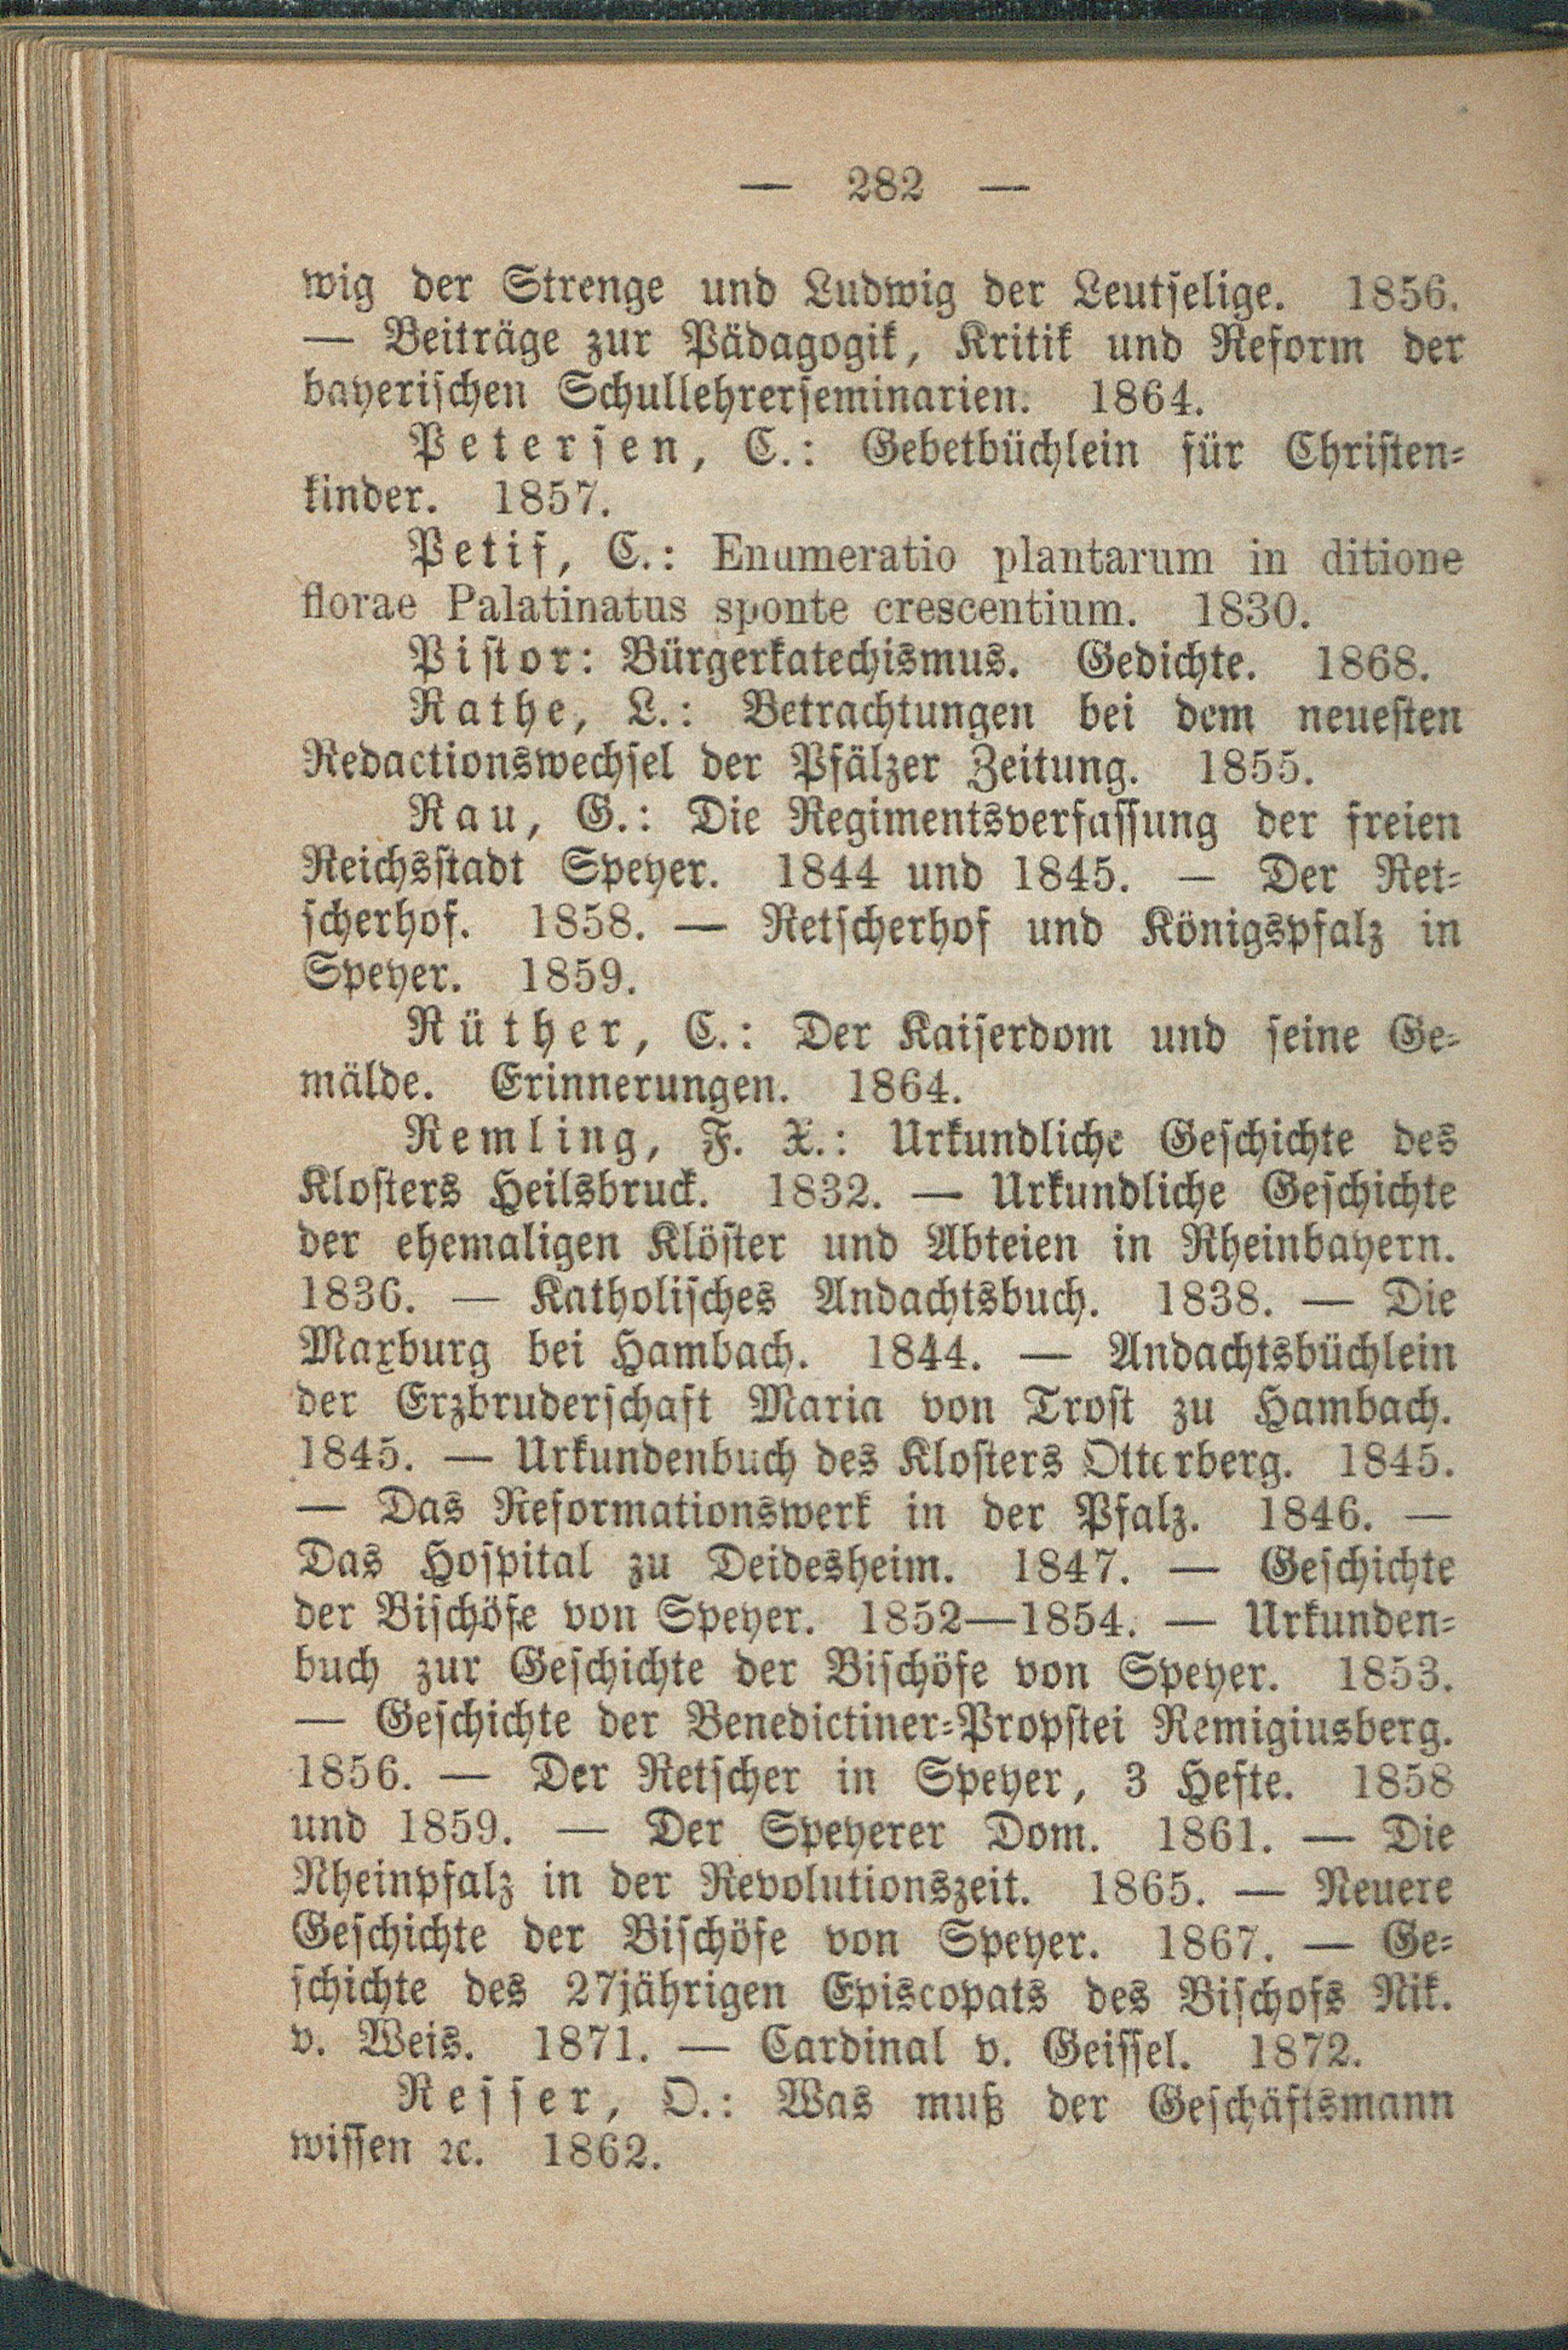 — 282 —
wig der Strenge und Ludwig der Leutselige. 1856.
— Beiträge zur Pädagogik, Kritik und Reform der
bayerischen Schullehrerseminarien. 1864.
Petersen, C.: Gebetbüchlein für Christen-
kinder. 1857.
Petif, C.: Enumeratio plantarum in ditione
florae Palatinatus sponte crescentium. 1830.
Pistor: Bürgerkatechismus. Gedichte. 1868.
Rathe, L.: Betrachtungen bei dem neuesten
Redactionswechsel der Pfälzer Zeitung. 1855.
Rau, G.: Die Regimentsverfassung der freien
Reichsstadt Speyer. 1844 und 1845. — Der Ret-
scherhof. 1858. — Retscherhof und Königspfalz in
Speyer. 1859.
Rüther, C.: Der Kaiserdom und seine Ge-
mälde. Erinnerungen. 1864.
Remling, F. X.: Urkundliche Geschichte des
Klosters Heilsbruck. 1832. — Urkundliche Geschichte
der ehemaligen Klöster und Abteien in Rheinbayern.
1836. — Katholisches Andachtsbuch. 1838. — Die
Maxburg bei Hambach. 1844. — Andachtsbüchlein
der Erzbruderschaft Maria von Trost zu Hambach.
1845. — Urkundenbuch des Klosters Otterberg. 1845.
— Das Reformationswerk in der Pfalz. 1846. —
Das Hospital zu Deidesheim. 1847. — Geschichte
der Bischöfe von Speyer. 1852—1854. — Urkunden-
buch zur Geschichte der Bischöfe von Speyer. 1853.
— Geschichte der Benedictiner-Propstei Remigiusberg.
1856. — Der Retscher in Speyer, 3 Hefte. 1858
und 1859. — Der Speyerer Dom. 1861. — Die
Rheinpfalz in der Revolutionszeit. 1865. — Neuere
Geschichte der Bischöfe von Speyer. 1867. — Ge-
schichte des 27jährigen Episcopats des Bischofs Nik.
v. Weis. 1871. — Cardinal v. Geissel. 1872.
Resser, O.: Was muß der Geschäftsmann
wissen ꝛc. 1862.